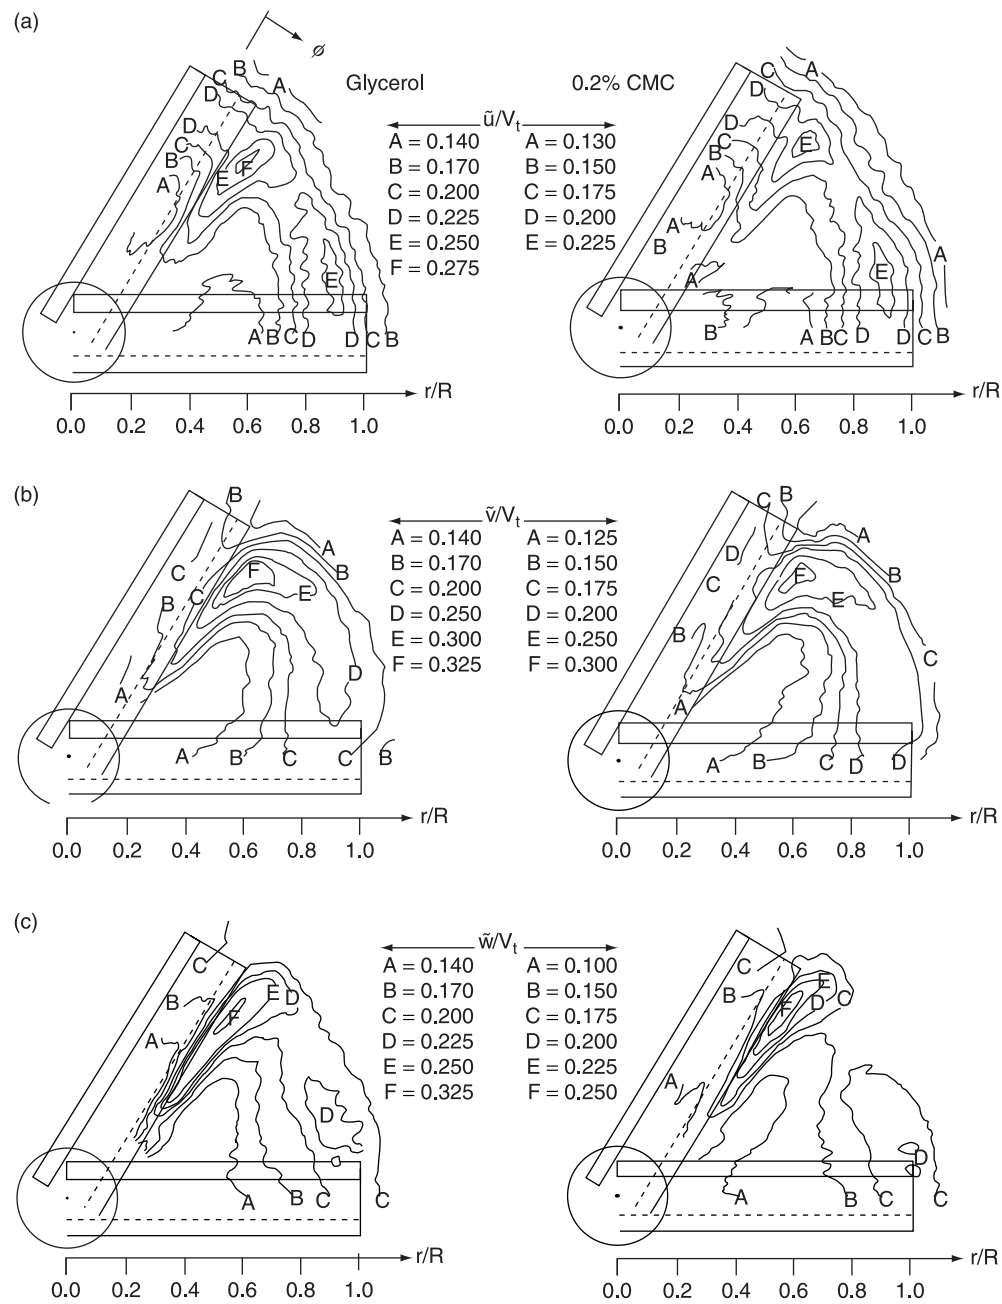 (a)
ϕ
Glycerol
0.2% CMC
ũ/Vt
A = 0.140
B = 0.170
C = 0.200
D = 0.225
E = 0.250
F = 0.275
A = 0.130
B = 0.150
C = 0.175
D = 0.200
E = 0.225
A
B
C
D
D
C
B
A
E
F
E
A
B
C
D
D
C
B
C
A
D
D
C
B
A
A
B
A
E
E
A
B
A
B
C
D
D
C
B
r/R
0.0 0.2 0.4 0.6 0.8 1.0
r/R
0.0 0.2 0.4 0.6 0.8 1.0
(b)
ṽ/Vt
A = 0.140
B = 0.170
C = 0.200
D = 0.250
E = 0.300
F = 0.325
A = 0.125
B = 0.150
C = 0.175
D = 0.200
E = 0.250
F = 0.300
B
A
B
C
F
C
E
B
D
A
A
B
C
C
B
C
B
A
D
B
C
F
E
B
C
A
A
B
C
D
D
r/R
0.0 0.2 0.4 0.6 0.8 1.0
r/R
0.0 0.2 0.4 0.6 0.8 1.0
(c)
w̃/Vt
A = 0.140
B = 0.170
C = 0.200
D = 0.225
E = 0.250
F = 0.325
A = 0.100
B = 0.150
C = 0.175
D = 0.200
E = 0.225
F = 0.250
C
B
E
D
F
A
D
A
B
C
C
C
E
B
F
D
C
A
D
A
B
C
C
r/R
0.0 0.2 0.4 0.6 0.8 1.0
r/R
0.0 0.2 0.4 0.6 0.8 1.0